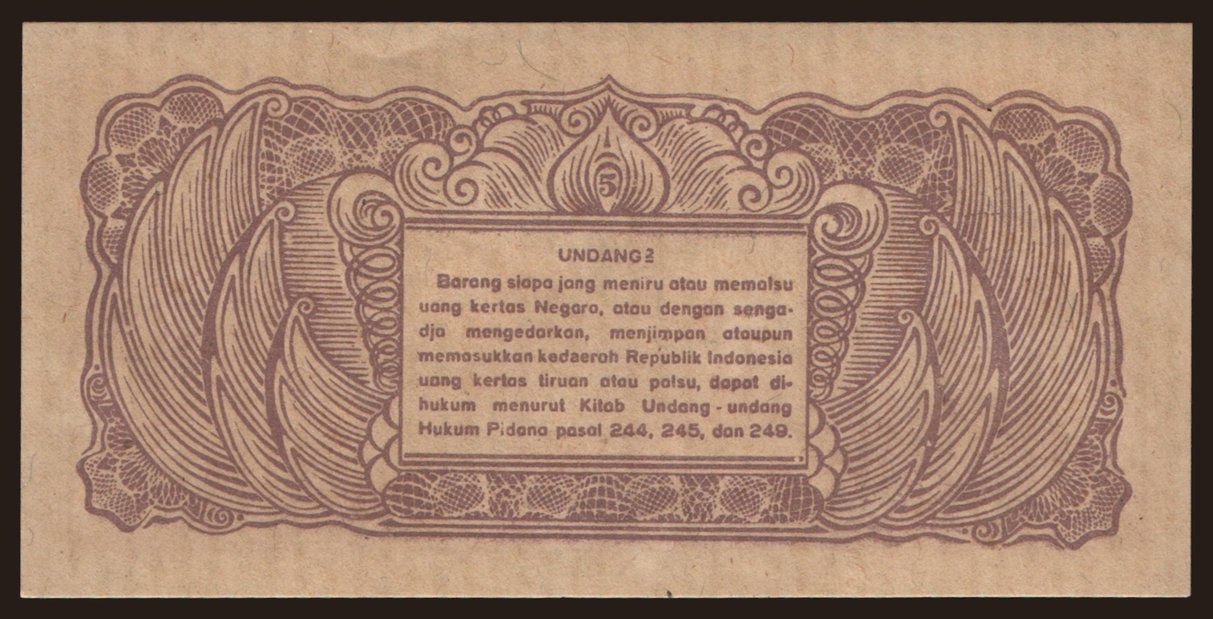 5
UNDANG2
Barang siapa jang meniru atau memalsu
uang kertas Negara, atau dengan senga-
dja mengedarkan, menjimpan ataupun
memasukkan kedaerah Republik Indonesia
uang kertas tiruan atau palsu, dapat di-
hukum menurut Kitab Undang-undang
Hukum Pidana pasal 244, 245, dan 249.